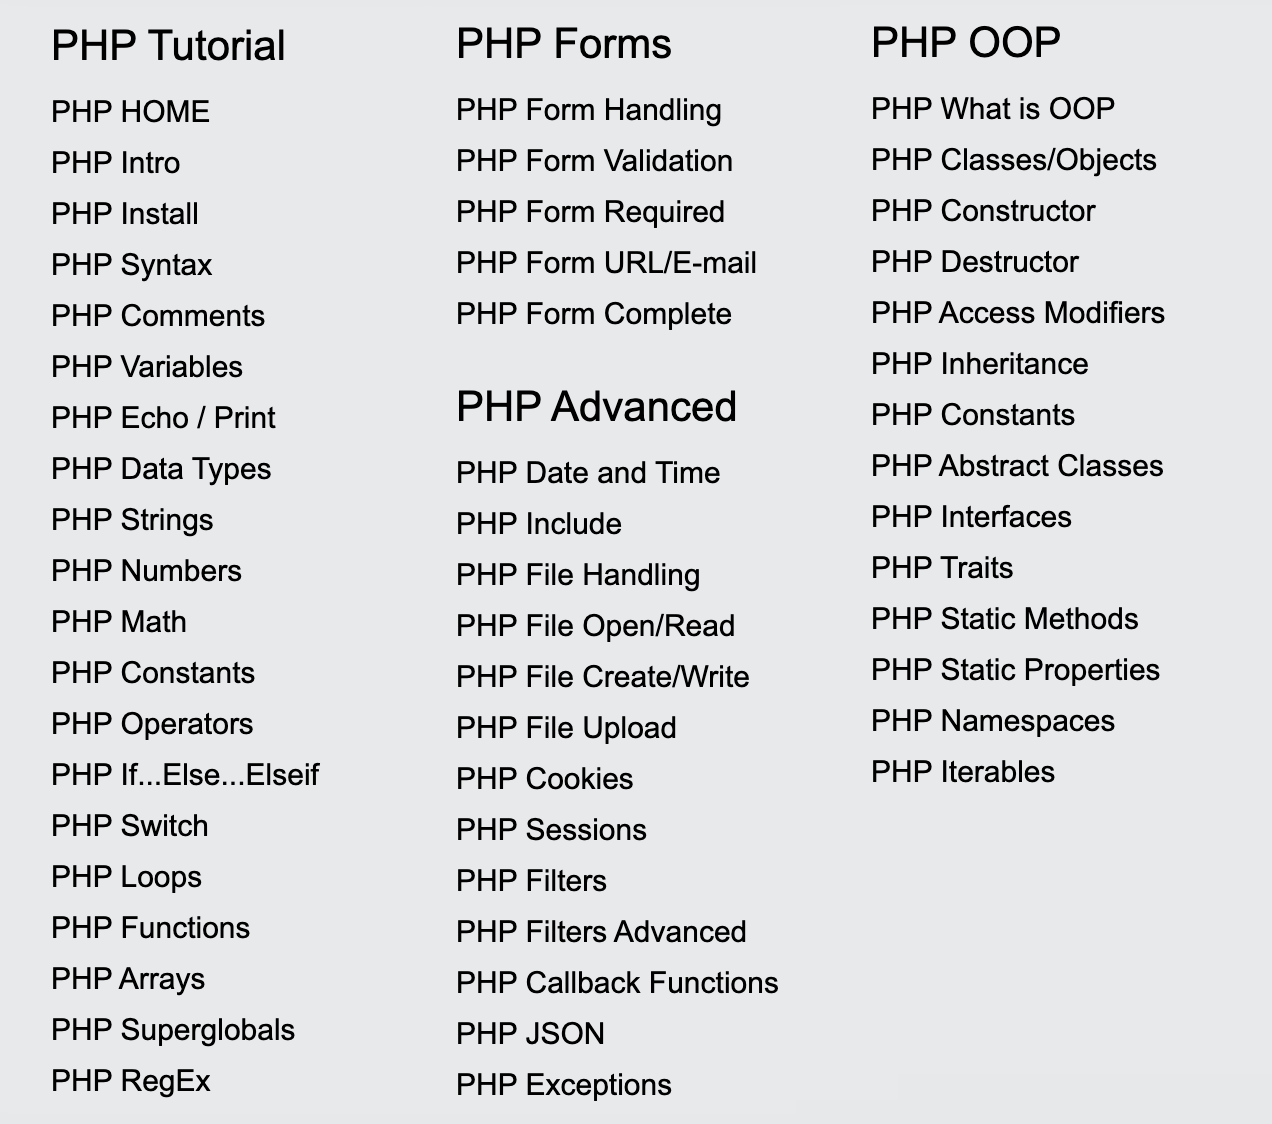 PHP Tutorial
PHP HOME
PHP Intro
PHP Install
PHP Syntax
PHP Comments
PHP Variables
PHP Echo / Print
PHP Data Types
PHP Strings
PHP Numbers
PHP Math
PHP Constants
PHP Operators
PHP If...Else...Elseif
PHP Switch
PHP Loops
PHP Functions
PHP Arrays
PHP Superglobals
PHP RegEx
PHP Forms
PHP Form Handling
PHP Form Validation
PHP Form Required
PHP Form URL/E-mail
PHP Form Complete
PHP Advanced
PHP Date and Time
PHP Include
PHP File Handling
PHP File Open/Read
PHP File Create/Write
PHP File Upload
PHP Cookies
PHP Sessions
PHP Filters
PHP Filters Advanced
PHP Callback Functions
PHP JSON
PHP Exceptions
PHP OOP
PHP What is OOP
PHP Classes/Objects
PHP Constructor
PHP Destructor
PHP Access Modifiers
PHP Inheritance
PHP Constants
PHP Abstract Classes
PHP Interfaces
PHP Traits
PHP Static Methods
PHP Static Properties
PHP Namespaces
PHP Iterables